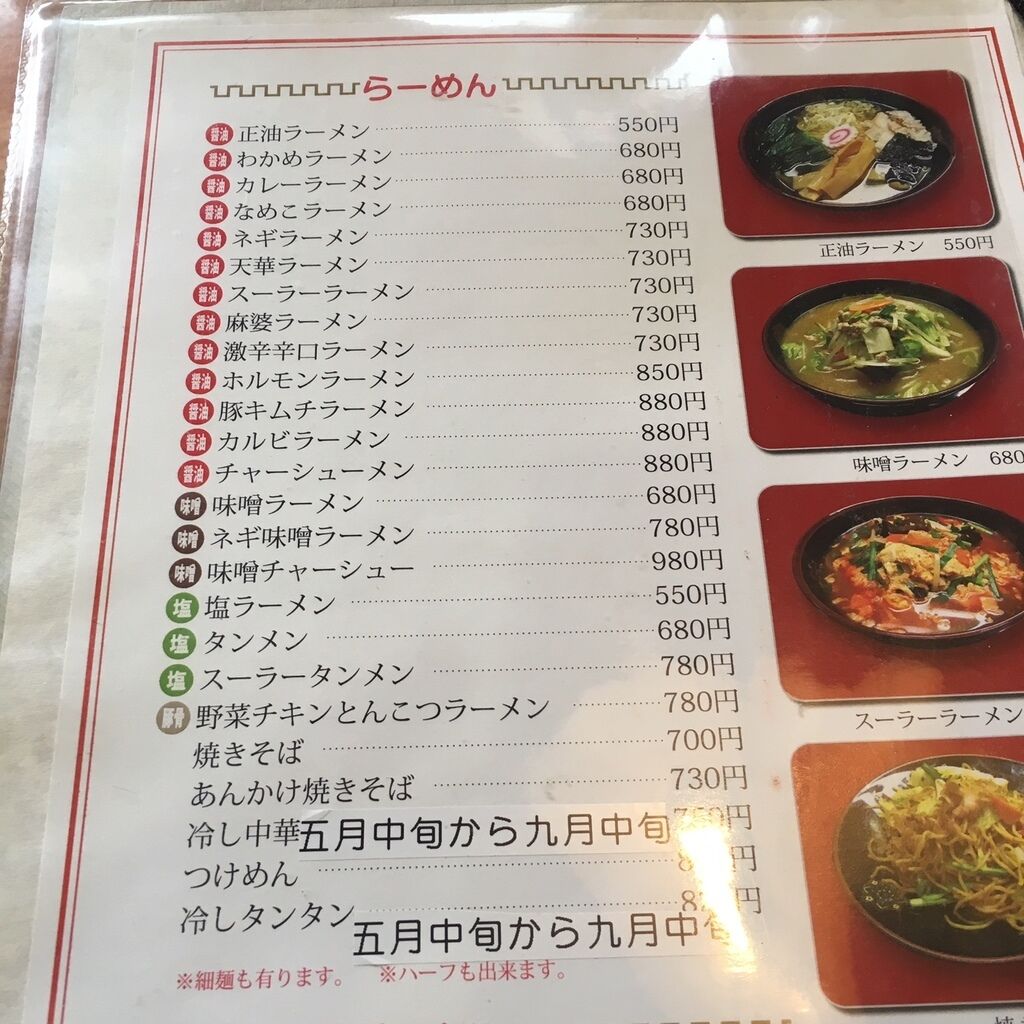 らーめん
醤油 正油ラーメン 550円
醤油 わかめラーメン 680円
醤油 カレーラーメン 680円
醤油 なめこラーメン 680円
醤油 ネギラーメン 730円
醤油 天華ラーメン 730円
醤油 スーラーラーメン 730円
醤油 麻婆ラーメン 730円
醤油 激辛辛口ラーメン 730円
醤油 ホルモンラーメン 850円
醤油 豚キムチラーメン 880円
醤油 カルビラーメン 880円
醤油 チャーシューメン 880円
味噌 味噌ラーメン 680円
味噌 ネギ味噌ラーメン 780円
味噌 味噌チャーシュー 980円
塩 塩ラーメン 550円
塩 タンメン 680円
塩 スーラータンメン 780円
豚骨 野菜チキンとんこつラーメン 780円
焼きそば 700円
あんかけ焼きそば 730円
冷し中華 五月中旬から九月中旬 円
つけめん 円
冷しタンタン 円
五月中旬から九月中旬
※細麺も有ります。 ※ハーフも出来ます。
正油ラーメン 550円
味噌ラーメン 680
スーラーラーメン